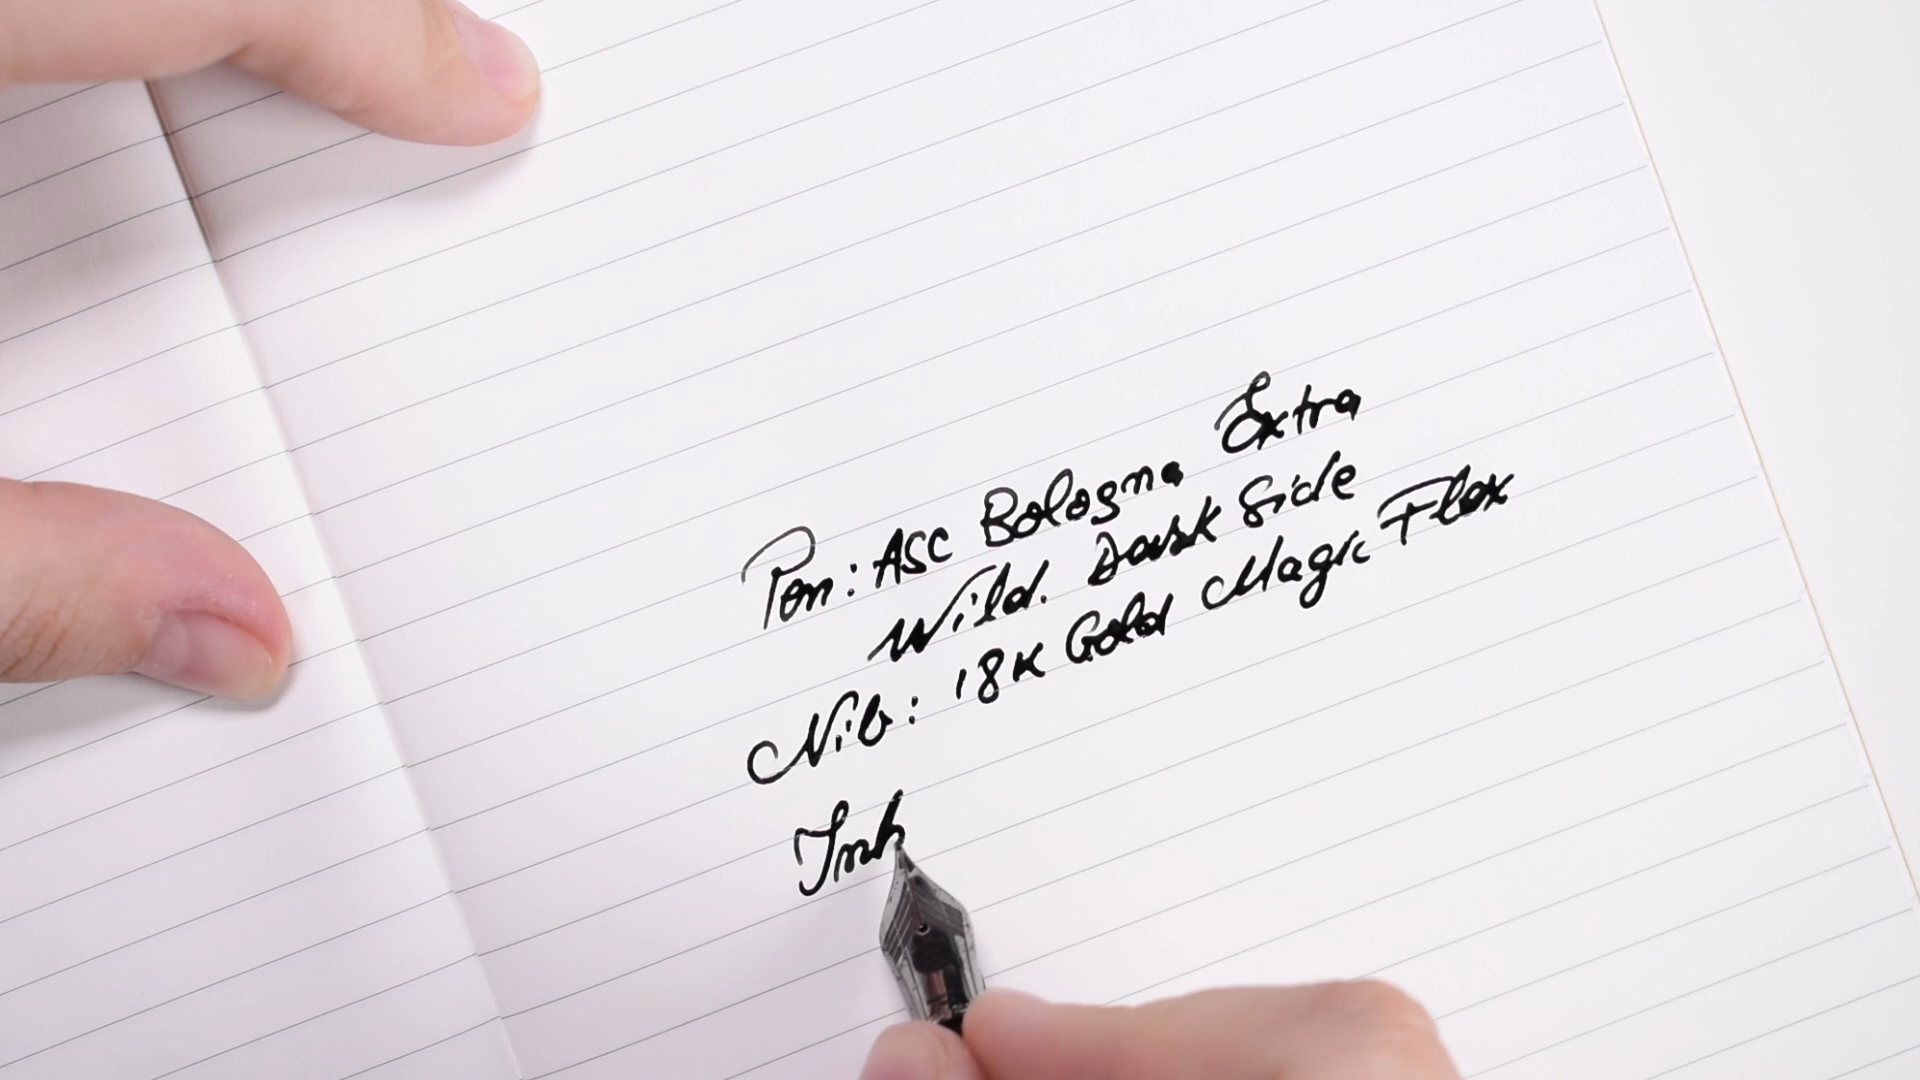 Pen: ASC Bologna Extra
Wild. Dark Side
Nib: 18K Gold Magic Flex
Ink